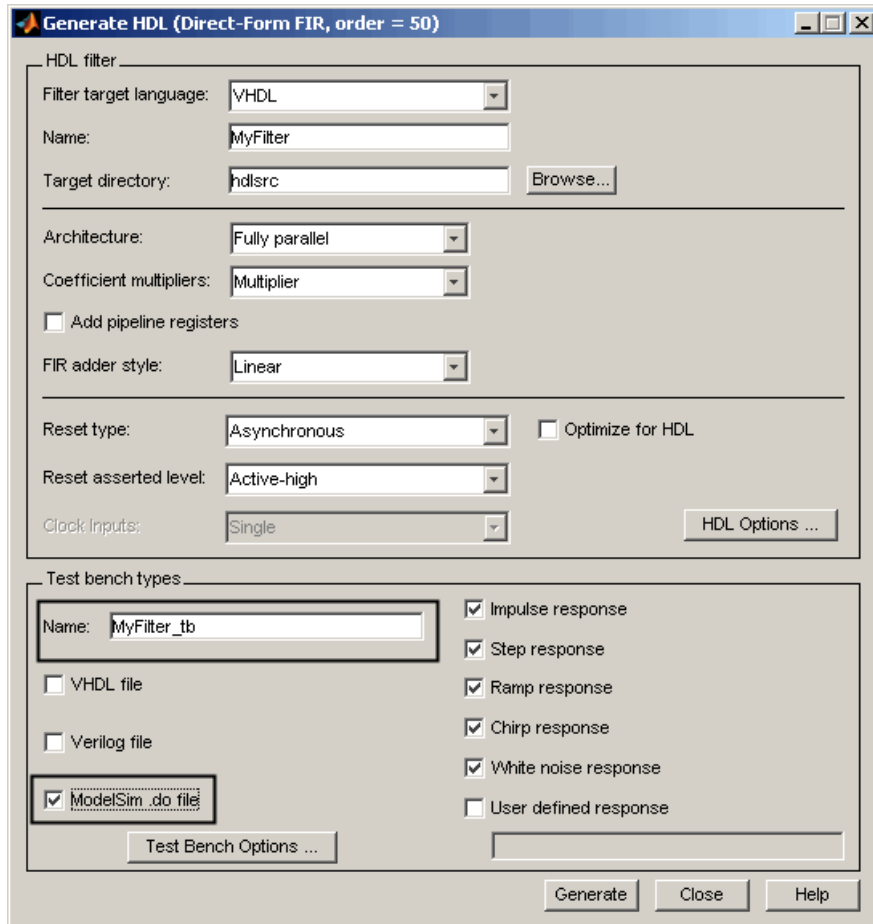 Generate HDL (Direct-Form FIR, order = 50)
HDL filter
Filter target language: VHDL
Name: MyFilter
Target directory: hdlsrc Browse...
Architecture: Fully parallel
Coefficient multipliers: Multiplier
Add pipeline registers
FIR adder style: Linear
Reset type: Asynchronous Optimize for HDL
Reset asserted level: Active-high
Clock Inputs: Single HDL Options ...
Test bench types
Name: MyFilter_tb
VHDL file
Verilog file
ModelSim .do file
Test Bench Options ...
Impulse response
Step response
Ramp response
Chirp response
White noise response
User defined response
Generate Close Help